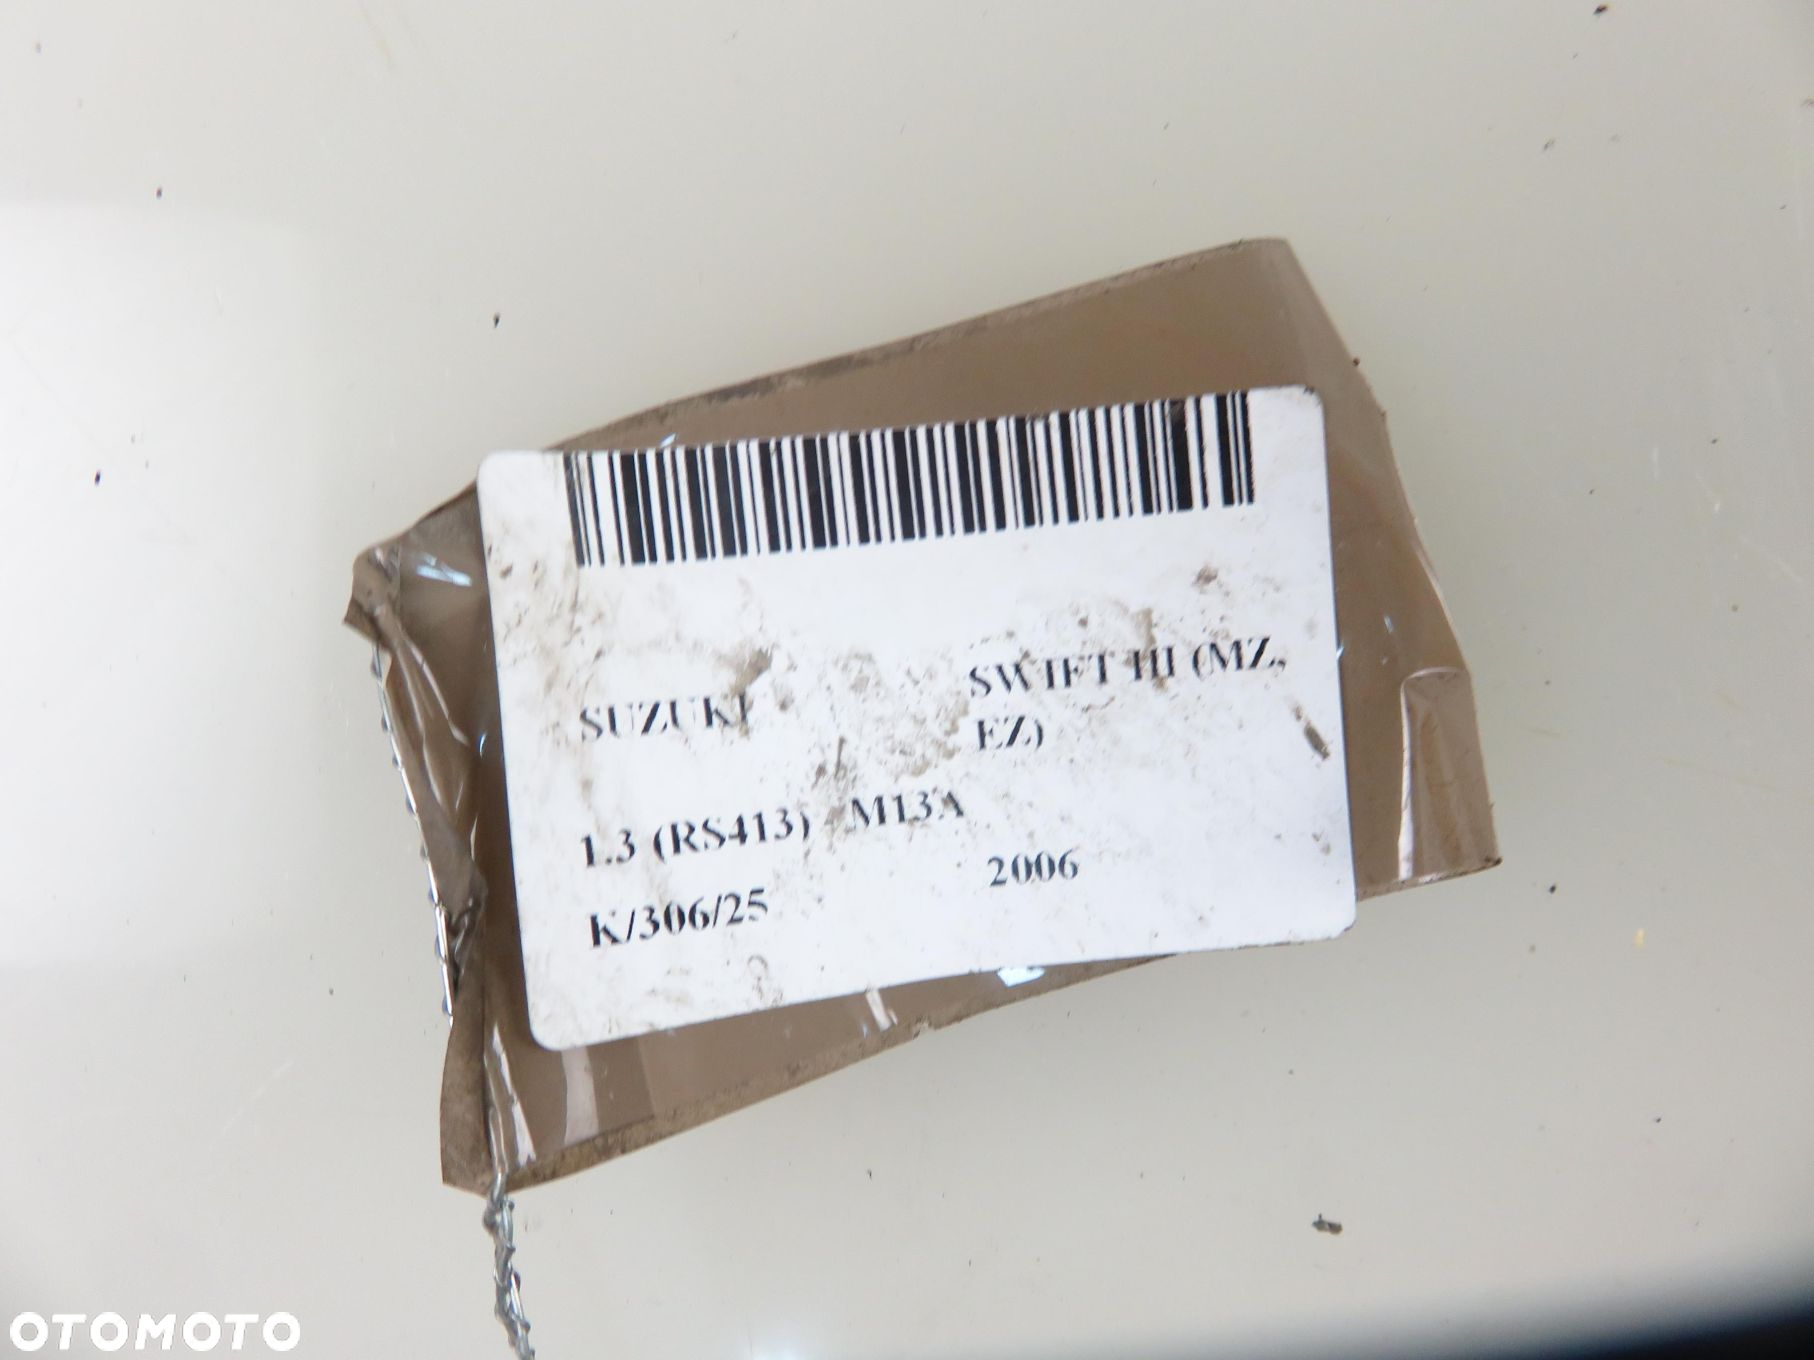 SUZUKI SWIFT III (MZ,
EZ)
1.3 (RS413) - M13A
K/306/25 2006
OTOMOTO